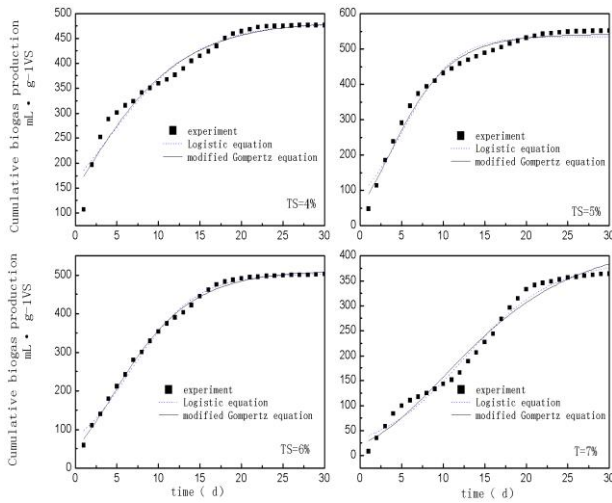 Cumulative biogas production
mL • g-1VS
500
450
400
350
300
250
200
150
100
experiment
Logistic equation
modified Gompertz equation
TS=4%
0 5 10 15 20 25 30
600
500
400
300
200
100
0
experiment
Logistic equation
modified Gompertz equation
TS=5%
0 5 10 15 20 25 30
Cumulative biogas production
mL • g-1VS
500
400
300
200
100
0
experiment
Logistic equation
modified Gompertz equation
TS=6%
0 5 10 15 20 25 30
time ( d)
400
350
300
250
200
150
100
50
0
experiment
Logistic equation
modified Gompertz equation
T=7%
0 5 10 15 20 25 30
time ( d)